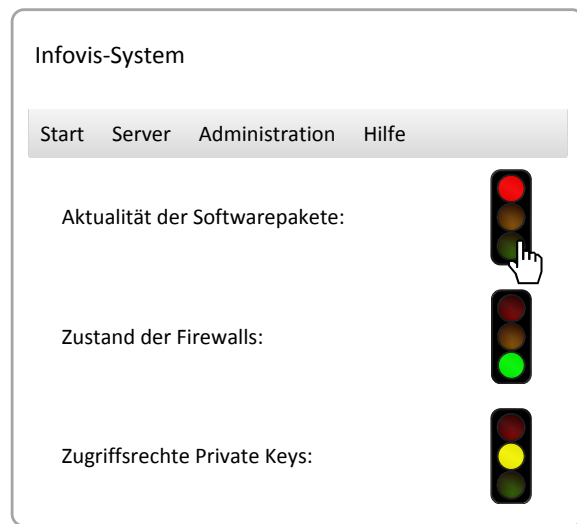 Infovis-System
Start Server Administration Hilfe
Aktualität der Softwarepakete:
Zustand der Firewalls:
Zugriffsrechte Private Keys: